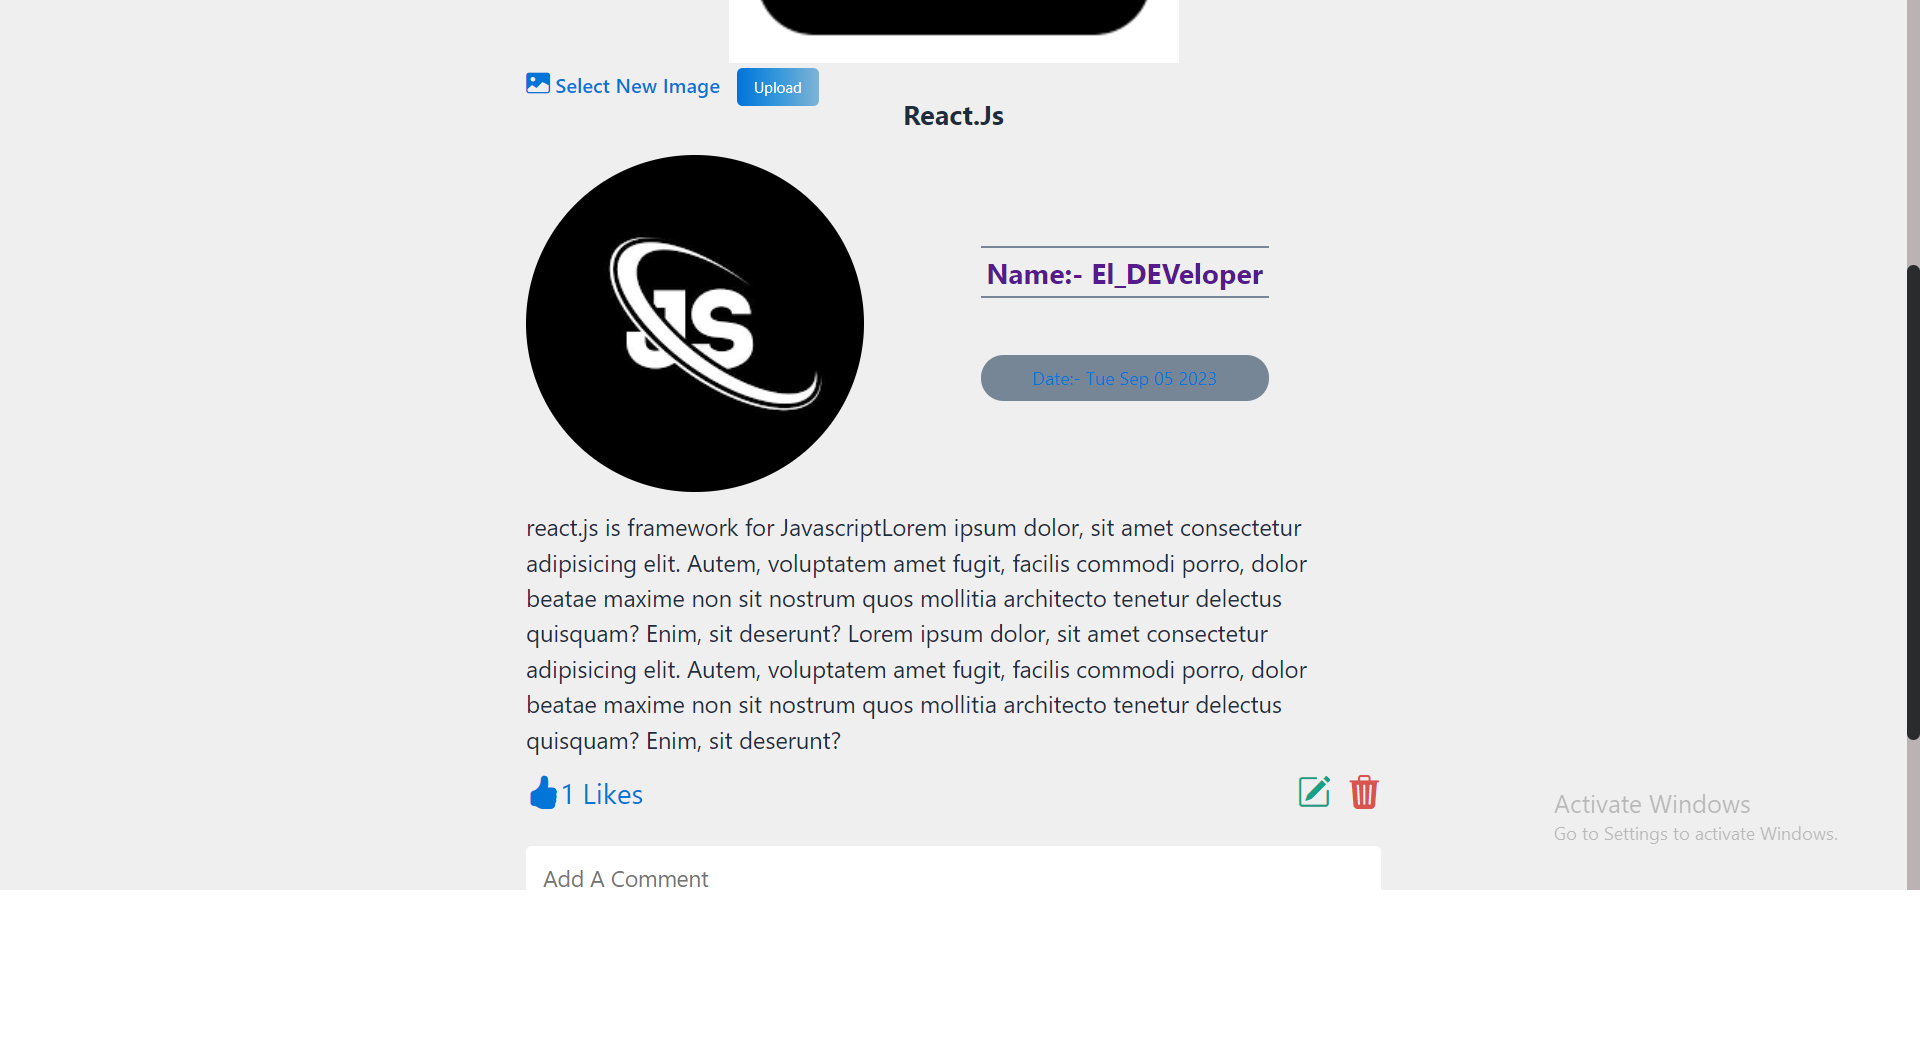 Select New Image
Upload
React.Js
JS
Name:- El_DEVeloper
Date:- Tue Sep 05 2023
react.js is framework for JavascriptLorem ipsum dolor, sit amet consectetur
adipisicing elit. Autem, voluptatem amet fugit, facilis commodi porro, dolor
beatae maxime non sit nostrum quos mollitia architecto tenetur delectus
quisquam? Enim, sit deserunt? Lorem ipsum dolor, sit amet consectetur
adipisicing elit. Autem, voluptatem amet fugit, facilis commodi porro, dolor
beatae maxime non sit nostrum quos mollitia architecto tenetur delectus
quisquam? Enim, sit deserunt?
1 Likes
Activate Windows
Go to Settings to activate Windows.
Add A Comment